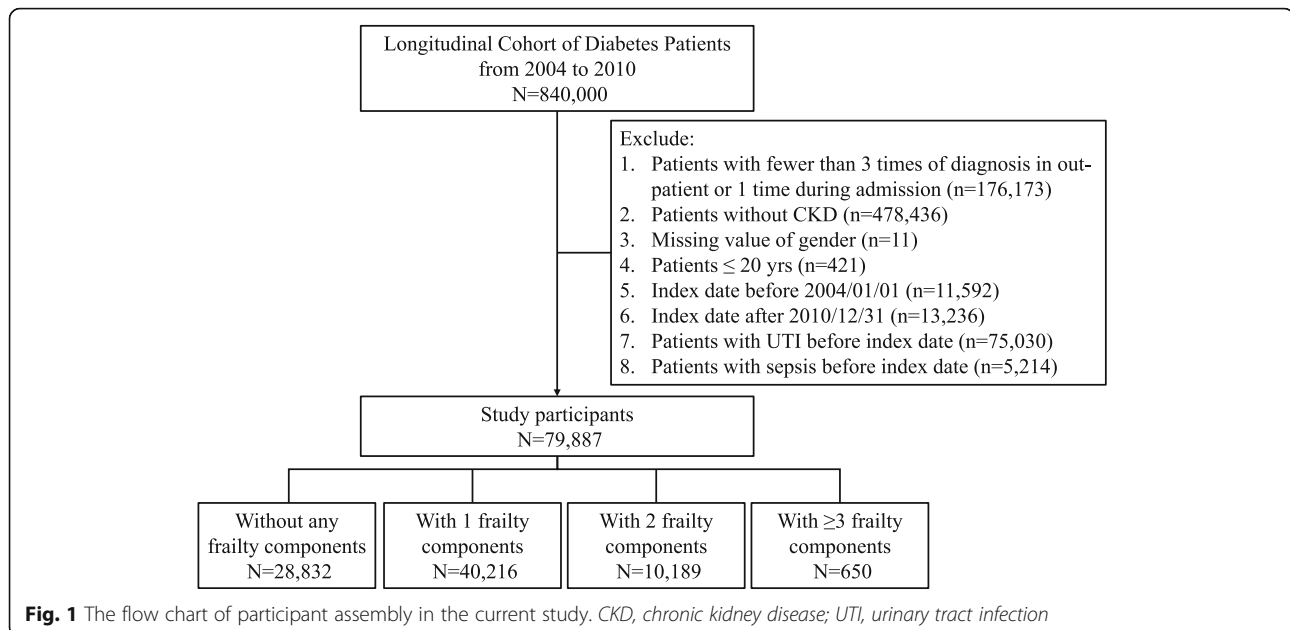 Longitudinal Cohort of Diabetes Patients
from 2004 to 2010
N=840,000
Exclude:
1. Patients with fewer than 3 times of diagnosis in out-
patient or 1 time during admission (n=176,173)
2. Patients without CKD (n=478,436)
3. Missing value of gender (n=11)
4. Patients ≤ 20 yrs (n=421)
5. Index date before 2004/01/01 (n=11,592)
6. Index date after 2010/12/31 (n=13,236)
7. Patients with UTI before index date (n=75,030)
8. Patients with sepsis before index date (n=5,214)
Study participants
N=79,887
Without any
frailty components
N=28,832
With 1 frailty
components
N=40,216
With 2 frailty
components
N=10,189
With ≥3 frailty
components
N=650
Fig. 1 The flow chart of participant assembly in the current study. CKD, chronic kidney disease; UTI, urinary tract infection